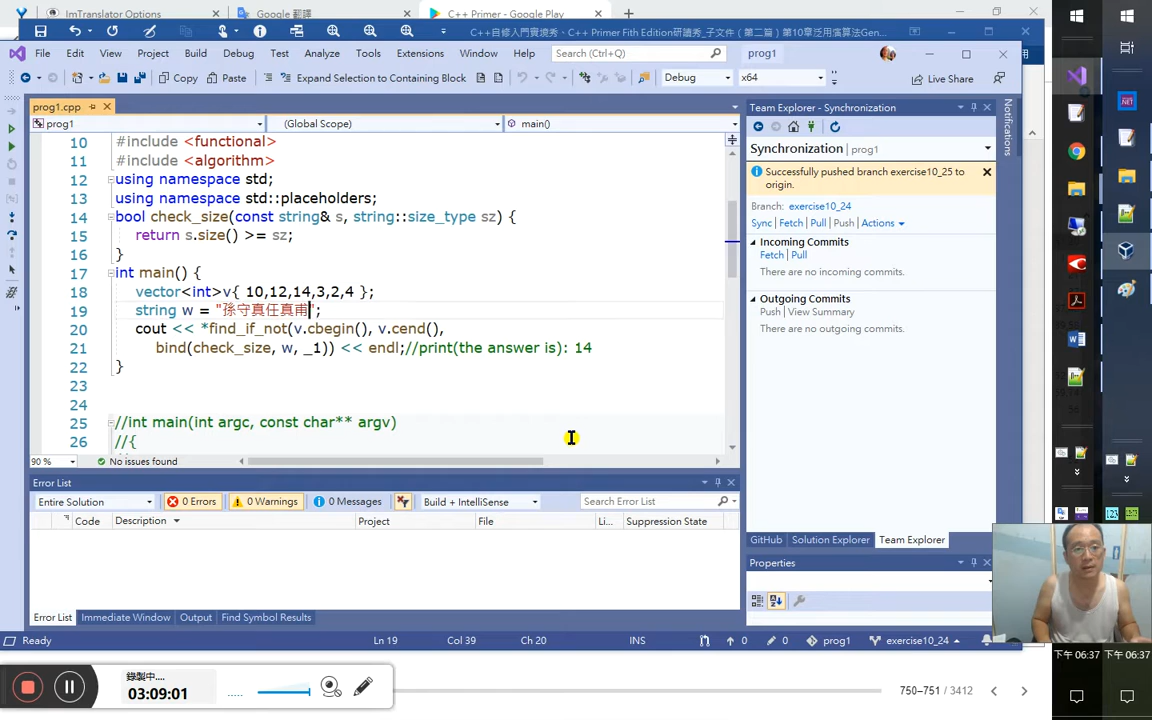 ImTranslator Options
Google 翻譯
C++ Primer - Google Play
C++自修入門實境秀、C++ Primer Fith Edition研讀秀_子文件（第二篇）第10章泛用演算法Gen...
File Edit View Project Build Debug Test Analyze Tools Extensions Window Help Search (Ctrl+Q) prog1
Copy Paste Expand Selection to Containing Block Debug x64 Live Share
prog1.cpp
prog1 (Global Scope) main()
10 #include <functional>
11 #include <algorithm>
12 using namespace std;
13 using namespace std::placeholders;
14 bool check_size(const string& s, string::size_type sz) {
15 return s.size() >= sz;
16 }
17 int main() {
18 vector<int>v{ 10,12,14,3,2,4 };
19 string w = "孫守真任真甫";
20 cout << *find_if_not(v.cbegin(), v.cend(),
21 bind(check_size, w, _1)) << endl;//print(the answer is): 14
22 }
23
24
25 //int main(int argc, const char** argv)
26 //{
90 % No issues found
Error List
Entire Solution 0 Errors 0 Warnings 0 Messages Build + IntelliSense Search Error List
Code Description Project File Li... Suppression State
Error List Immediate Window Output Find Symbol Results
Team Explorer - Synchronization
Synchronization prog1
Successfully pushed branch exercise10_25 to
origin.
Branch: exercise10_24
Sync Fetch Pull Push Actions
Incoming Commits
Fetch Pull
There are no incoming commits.
Outgoing Commits
Push View Summary
There are no outgoing commits.
GitHub Solution Explorer Team Explorer
Properties
Notifications
Ready Ln 19 Col 39 Ch 20 INS 0 0 prog1 exercise10_24
錄製中...
03:09:01
750–751 / 3412
下午 06:37 下午 06:37